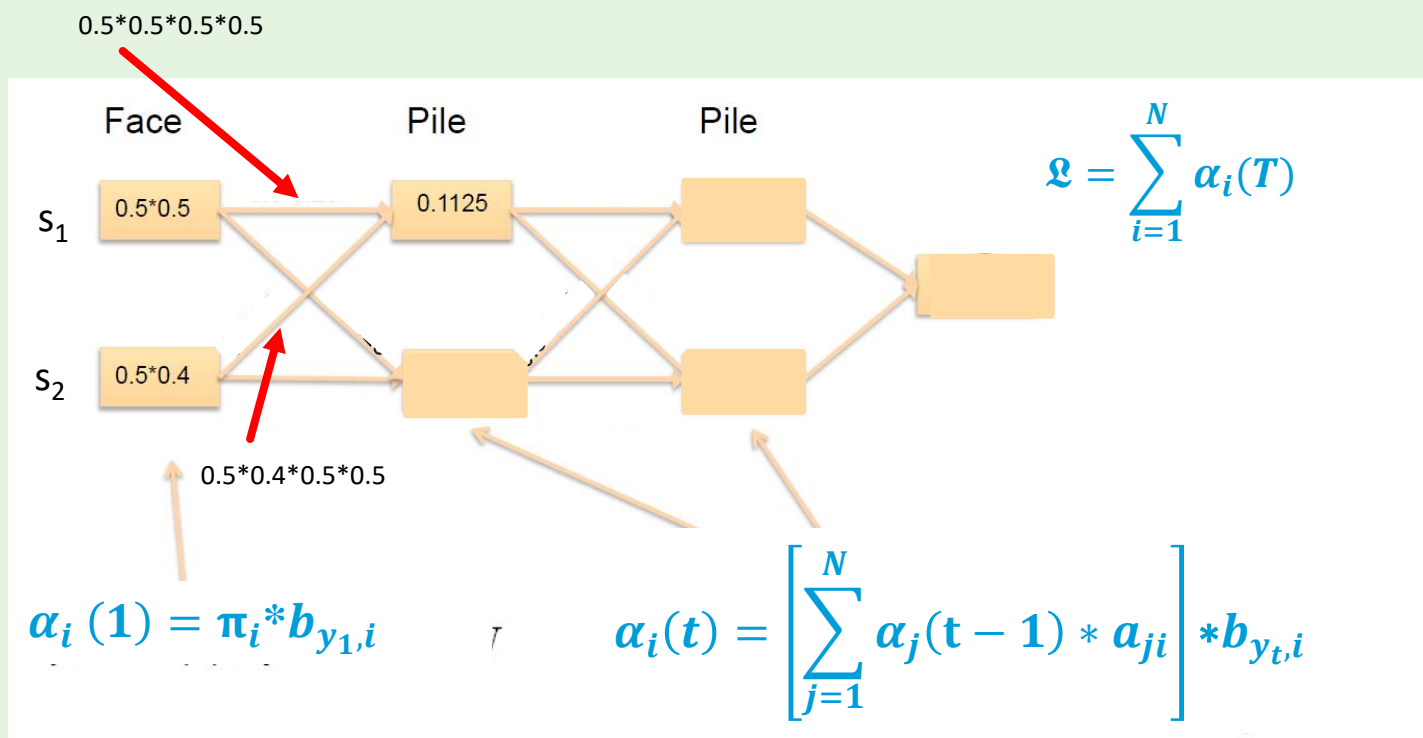 0.5*0.5*0.5*0.5
Face Pile Pile
𝔏 = ∑_{i=1}^{N} α_i(T)
s₁ 0.5*0.5 0.1125
s₂ 0.5*0.4
0.5*0.4*0.5*0.5
α_i (1) = π_i*b_{y₁,i}
α_i(t) = [∑_{j=1}^{N} α_j(t − 1) * a_{ji}] *b_{y_t,i}